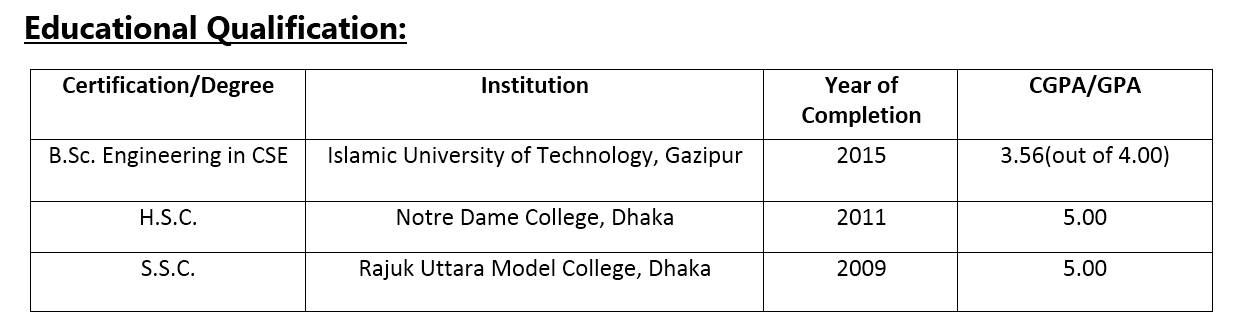 Educational Qualification:
Certification/Degree Institution Year of Completion CGPA/GPA
B.Sc. Engineering in CSE Islamic University of Technology, Gazipur 2015 3.56(out of 4.00)
H.S.C. Notre Dame College, Dhaka 2011 5.00
S.S.C. Rajuk Uttara Model College, Dhaka 2009 5.00